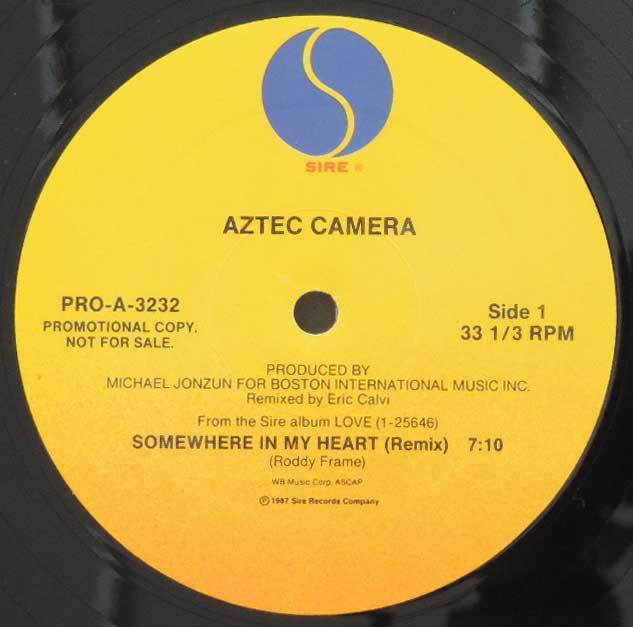 SIRE ®
AZTEC CAMERA
PRO-A-3232
PROMOTIONAL COPY.
NOT FOR SALE.
Side 1
33 1/3 RPM
PRODUCED BY
MICHAEL JONZUN FOR BOSTON INTERNATIONAL MUSIC INC.
Remixed by Eric Calvi
From the Sire album LOVE (1-25646)
SOMEWHERE IN MY HEART (Remix) 7:10
(Roddy Frame)
WB Music Corp. ASCAP
℗ 1987 Sire Records Company